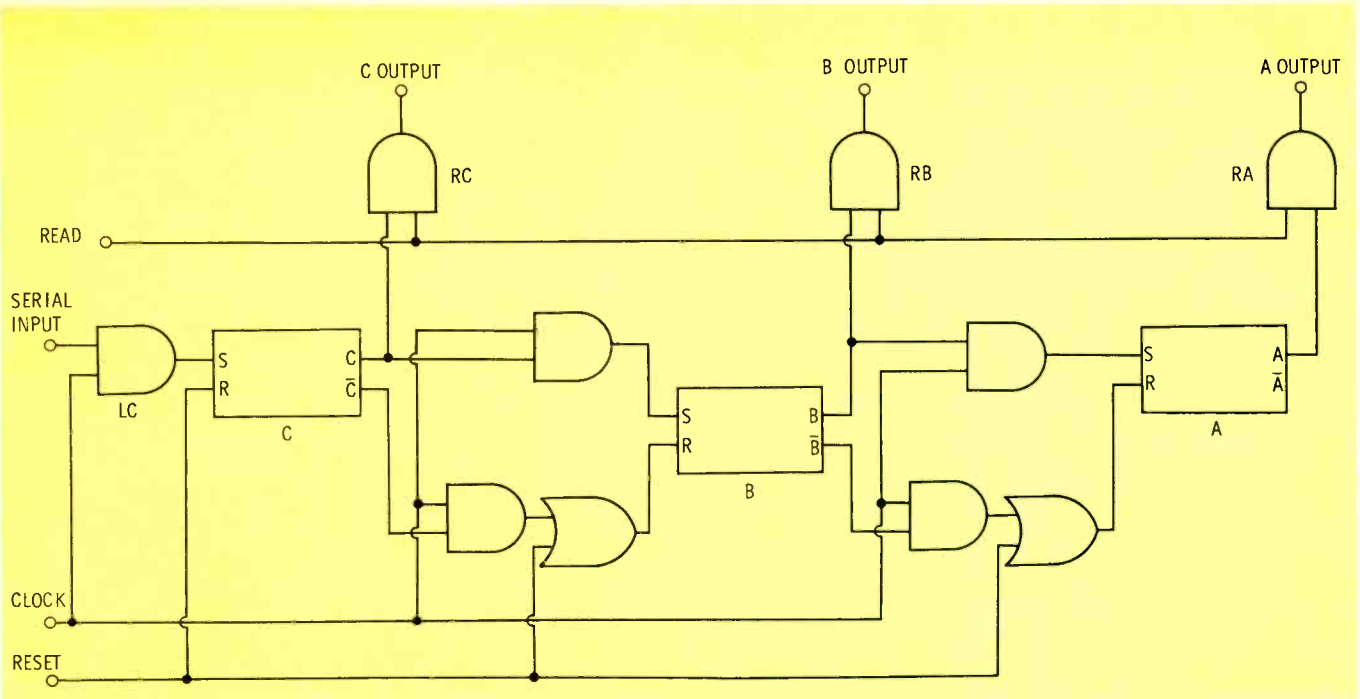 C OUTPUT
B OUTPUT
A OUTPUT
RC
RB
RA
READ
SERIAL
INPUT
LC
S
R
C
C̅
C
S
R
B
B̅
B
S
R
A
A̅
A
CLOCK
RESET